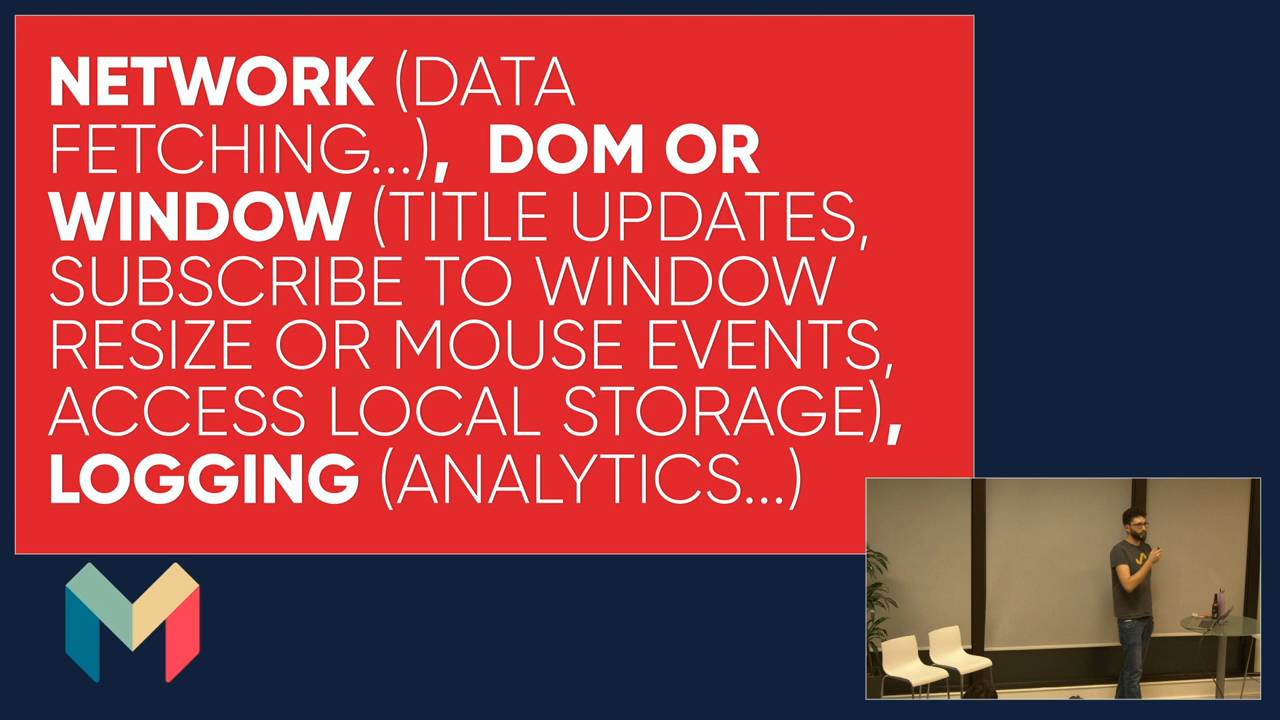 NETWORK (DATA
FETCHING...), DOM OR
WINDOW (TITLE UPDATES,
SUBSCRIBE TO WINDOW
RESIZE OR MOUSE EVENTS,
ACCESS LOCAL STORAGE),
LOGGING (ANALYTICS...)